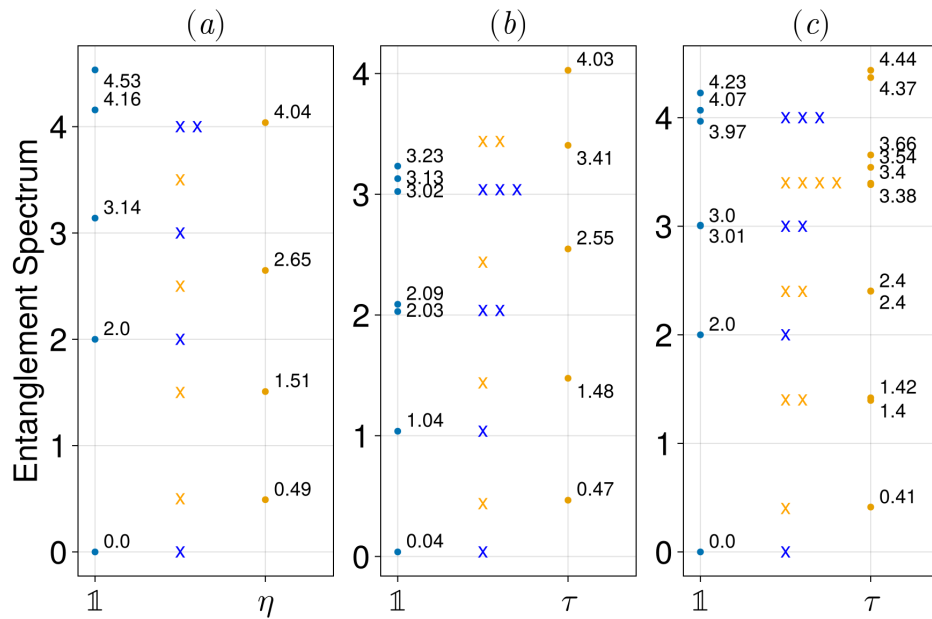 (a)
(b)
(c)
Entanglement Spectrum
4
3
2
1
0
4.53
4.16
3.14
2.0
0.0
x x
x
x
x
x
x
x
x
4.04
2.65
1.51
0.49
𝟙
η
4
3
2
1
0
3.23
3.13
3.02
2.09
2.03
1.04
0.04
x x
x x x
x
x x
x
x
x
x
4.03
3.41
2.55
1.48
0.47
𝟙
τ
4
3
2
1
0
4.23
4.07
3.97
3.0
3.01
2.0
0.0
x x x
x x x x
x x
x x
x
x x
x
x
4.44
4.37
3.66
3.54
3.4
3.38
2.4
2.4
1.42
1.4
0.41
𝟙
τ